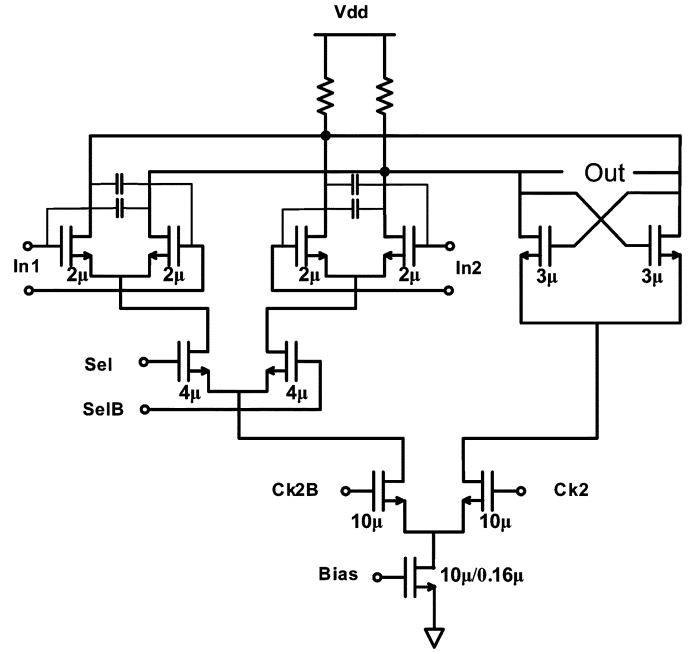 Vdd
Out
In1
2μ
2μ
2μ
2μ
In2
3μ
3μ
Sel
4μ
4μ
SelB
Ck2B
Ck2
10μ
10μ
Bias
10μ/0.16μ